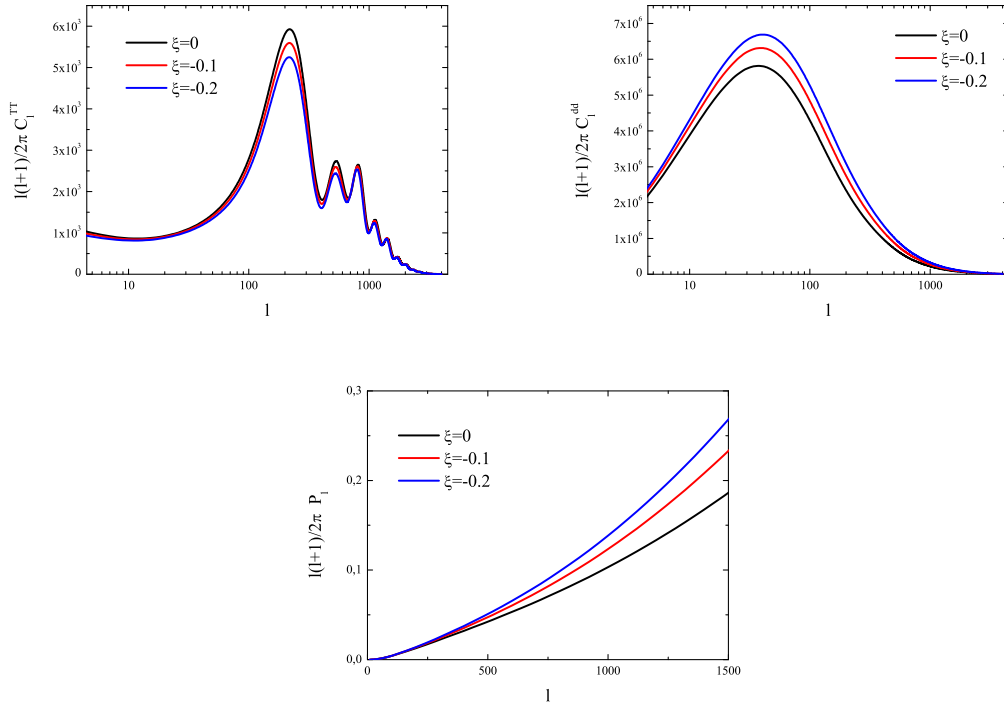 6x10³
5x10³
4x10³
3x10³
2x10³
1x10³
0
l(l+1)/2π C_l^TT
ξ=0
ξ=-0.1
ξ=-0.2
10
100
1000
l
7x10⁶
6x10⁶
5x10⁶
4x10⁶
3x10⁶
2x10⁶
1x10⁶
0
l(l+1)/2π C_l^dd
ξ=0
ξ=-0.1
ξ=-0.2
10
100
1000
l
0,3
0,2
0,1
0,0
l(l+1)/2π P_l
ξ=0
ξ=-0.1
ξ=-0.2
0
500
1000
1500
l